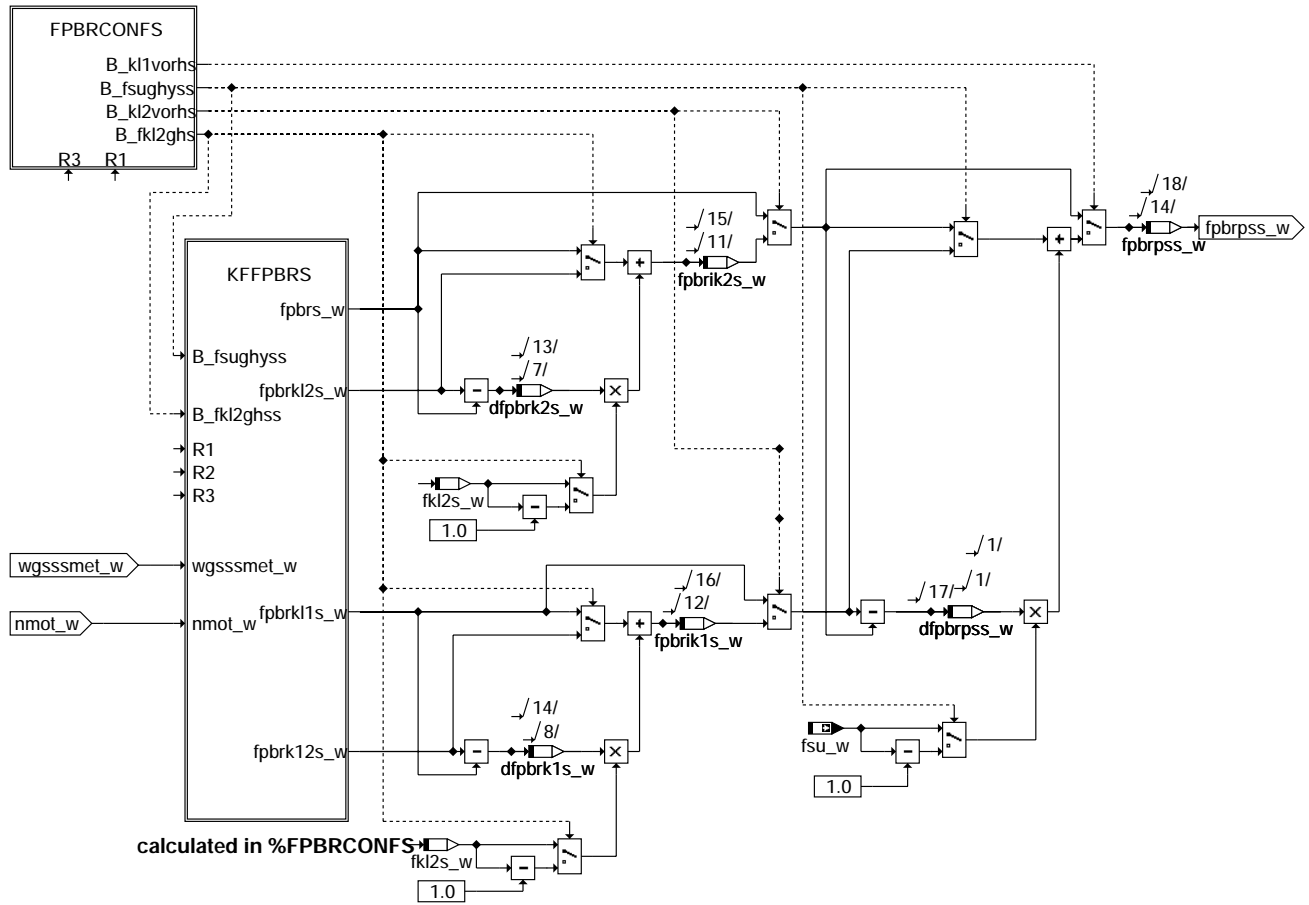 FPBRCONFS
B_kl1vorhs
B_fsughyss
B_kl2vorhs
B_fkl2ghs
R3 R1
18/
14/
fpbrpss_w
fpbrpss_w
15/
11/
fpbrik2s_w
KFFPBRS
fpbrs_w
+
+
B_fsughyss
fpbrkl2s_w
13/
7/
-
dfpbrk2s_w
×
B_fkl2ghss
R1
R2
R3
fkl2s_w
-
1.0
wgsssmet_w
wgsssmet_w
nmot_w
nmot_w
fpbrkl1s_w
16/
12/
+
fpbrik1s_w
1/
1/
17/
-
dfpbrpss_w
×
14/
8/
fpbrk12s_w
-
dfpbrk1s_w
×
+
fsu_w
-
1.0
calculated in %FPBRCONFS
fkl2s_w
-
1.0